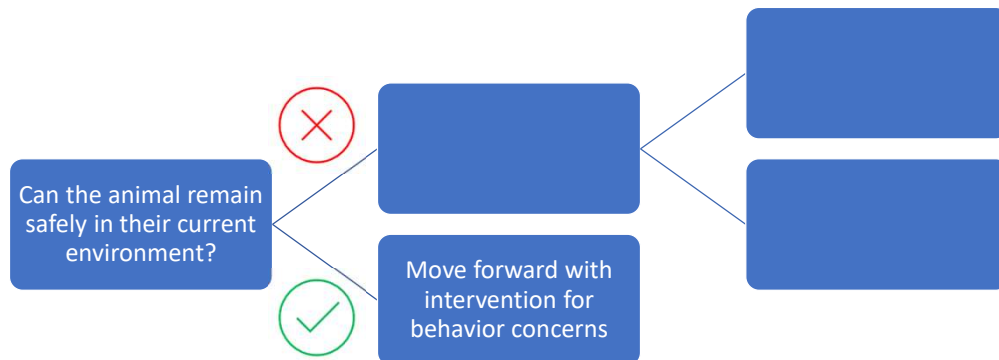 Can the animal remain
safely in their current
environment?
Move forward with
intervention for
behavior concerns